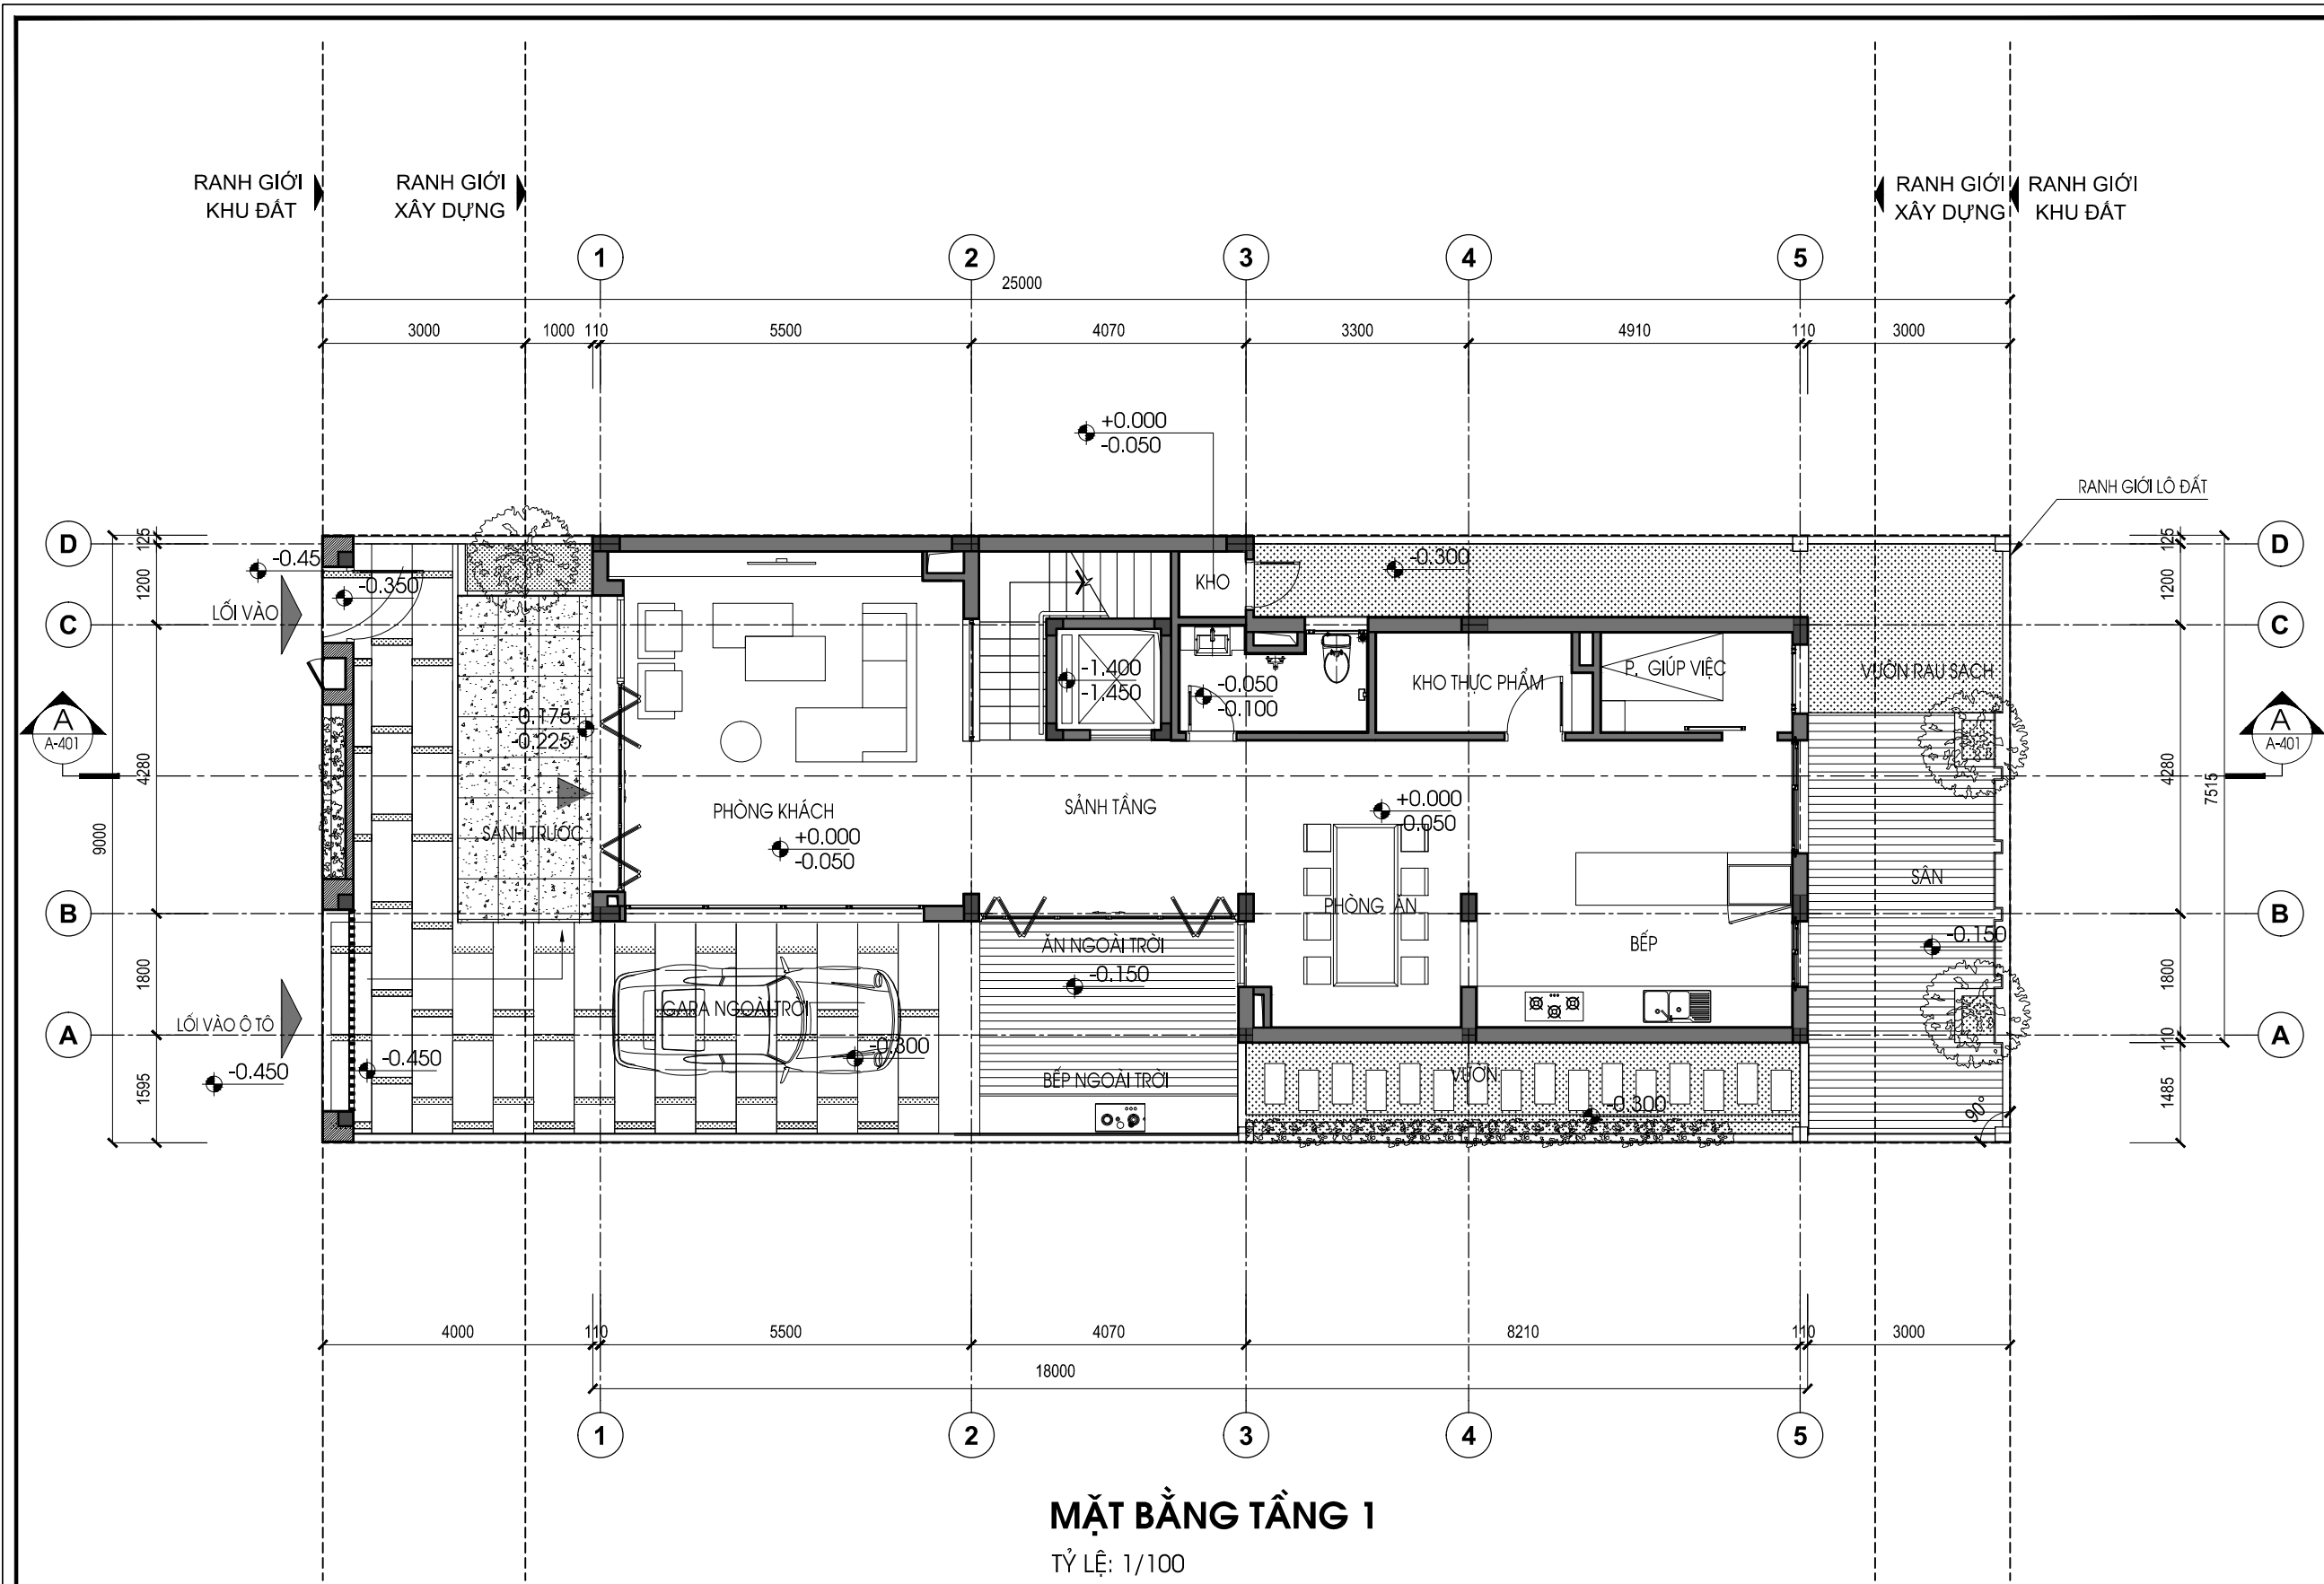 RANH GIỚI
KHU ĐẤT
RANH GIỚI
XÂY DỰNG
RANH GIỚI
XÂY DỰNG
RANH GIỚI
KHU ĐẤT
1
2
3
4
5
25000
3000
1000
110
5500
4070
3300
4910
110
3000
+0.000
-0.050
RANH GIỚI LÔ ĐẤT
D
125
-0.45
-0.300
125
D
1200
-0.350
KHO
1200
LỐI VÀO
C
C
-1.400
-1.450
-0.050
-0.100
KHO THỰC PHẨM
P. GIÚP VIỆC
VƯỜN RAU SẠCH
A
A-401
-0.175
-0.225
A
A-401
4280
4280
7515
9000
PHÒNG KHÁCH
SẢNH TẦNG
+0.000
-0.050
SẢNH TRƯỚC
+0.000
-0.050
SÂN
B
PHÒNG ĂN
B
ĂN NGOÀI TRỜI
BẾP
-0.150
1800
-0.150
1800
GARA NGOÀI TRỜI
LỐI VÀO Ô TÔ
A
110
A
-0.300
-0.450
-0.450
BẾP NGOÀI TRỜI
VƯỜN
1595
-0.300
90°
1485
4000
110
5500
4070
8210
110
3000
18000
1
2
3
4
5
MẶT BẰNG TẦNG 1
TỶ LỆ: 1/100